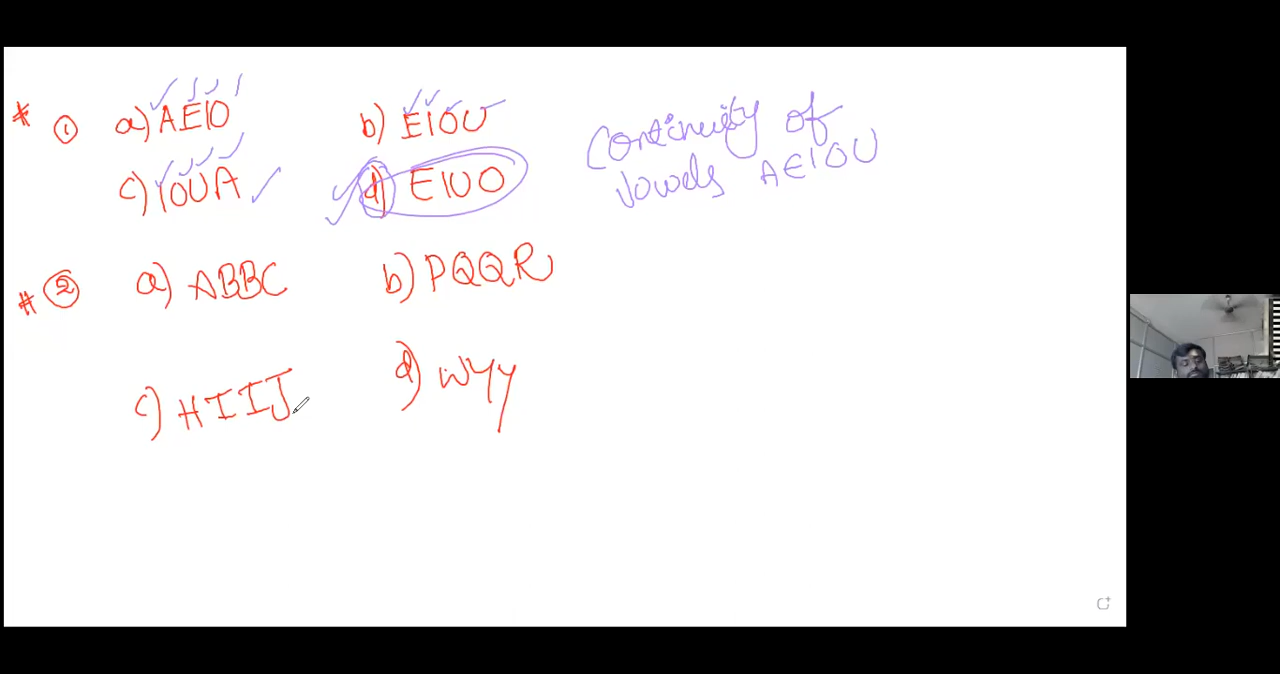 * ① a) AEIO b) EIOU
c) IOUA d) EIUO
Continuity of
Vowels AEIOU
# ② a) ABBC b) PQQR
c) HIIJ d) WYY